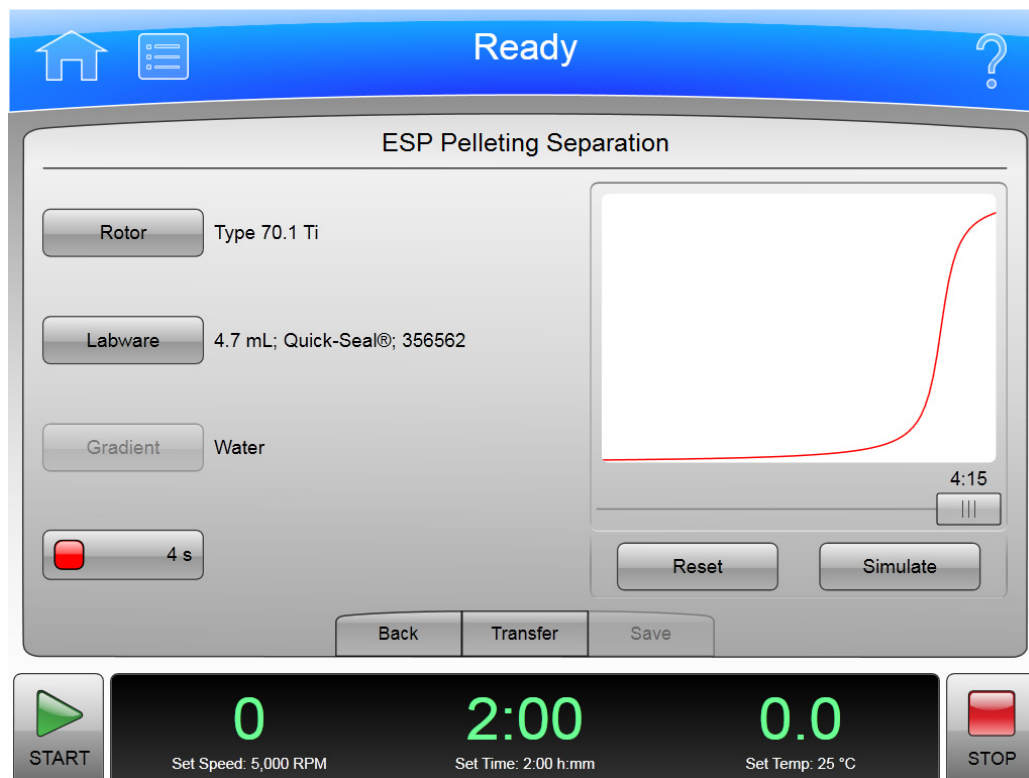 Ready
ESP Pelleting Separation
Rotor Type 70.1 Ti
Labware 4.7 mL; Quick-Seal®; 356562
Gradient Water
4 s
4:15
Reset Simulate
Back Transfer Save
START
0 2:00 0.0
Set Speed: 5,000 RPM Set Time: 2:00 h:mm Set Temp: 25 °C
STOP